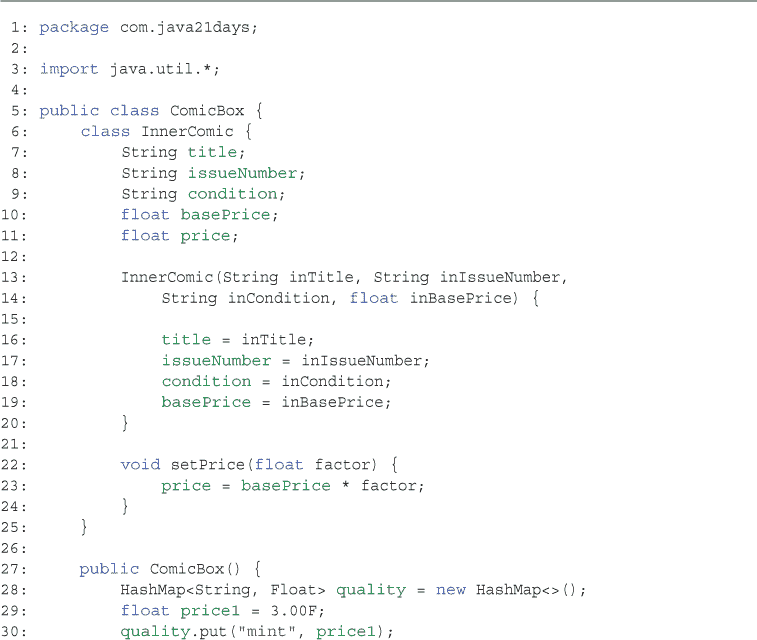 1: package com.java21days;
2:
3: import java.util.*;
4:
5: public class ComicBox {
6:     class InnerComic {
7:         String title;
8:         String issueNumber;
9:         String condition;
10:         float basePrice;
11:         float price;
12:
13:         InnerComic(String inTitle, String inIssueNumber,
14:             String inCondition, float inBasePrice) {
15:
16:             title = inTitle;
17:             issueNumber = inIssueNumber;
18:             condition = inCondition;
19:             basePrice = inBasePrice;
20:         }
21:
22:         void setPrice(float factor) {
23:             price = basePrice * factor;
24:         }
25:     }
26:
27:     public ComicBox() {
28:         HashMap<String, Float> quality = new HashMap<>();
29:         float price1 = 3.00F;
30:         quality.put("mint", price1);